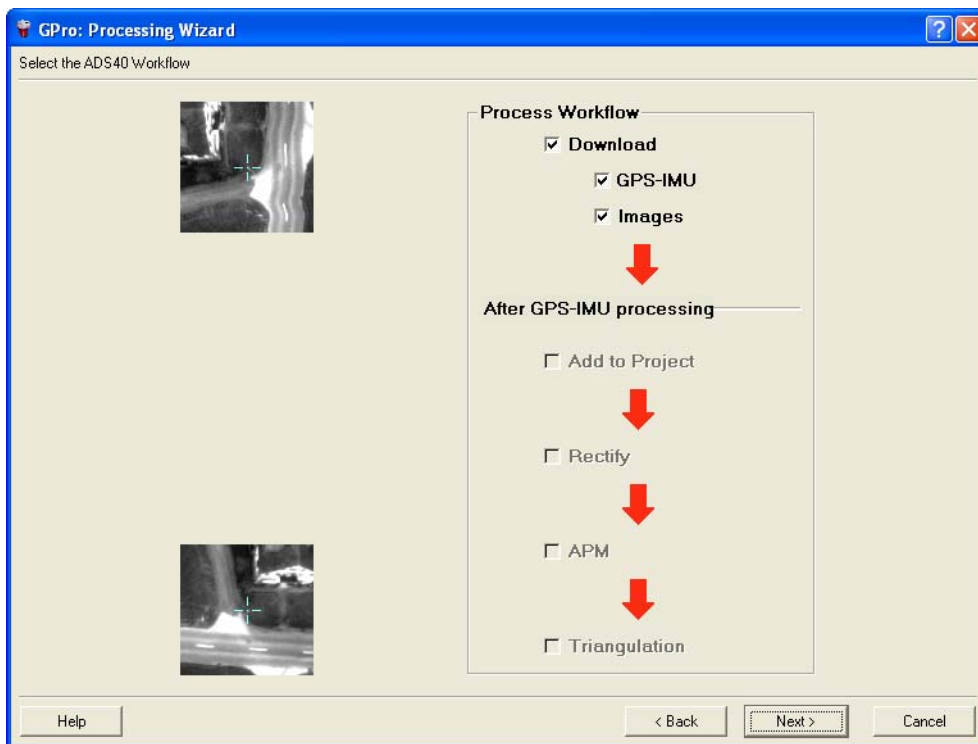 GPro: Processing Wizard
Select the ADS40 Workflow
Process Workflow
Download
GPS-IMU
Images
After GPS-IMU processing
Add to Project
Rectify
APM
Triangulation
Help
< Back
Next >
Cancel